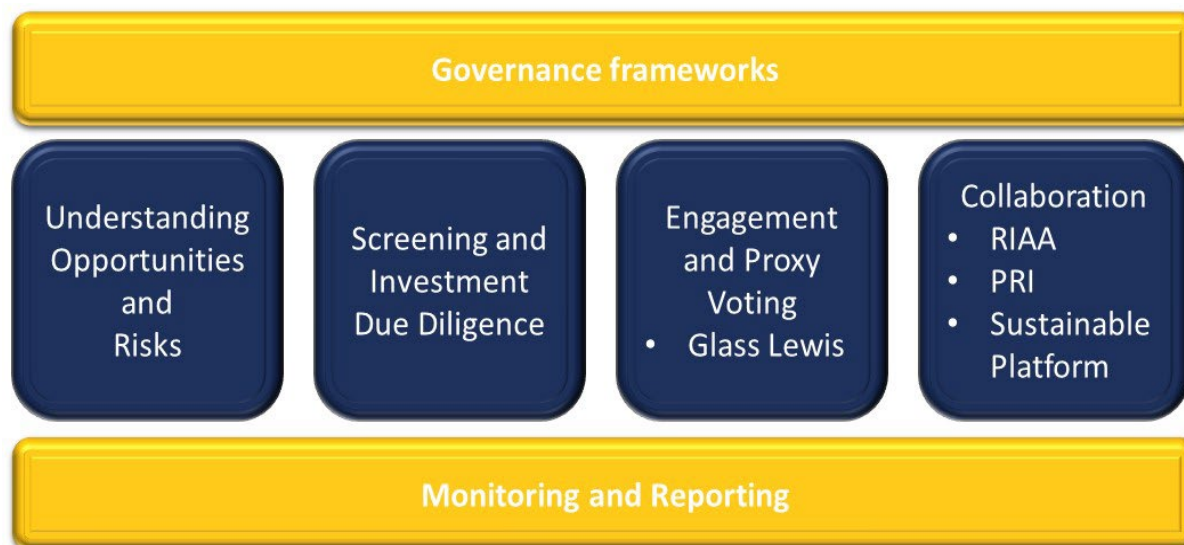 Governance frameworks
Understanding
Opportunities
and
Risks
Screening and
Investment
Due Diligence
Engagement
and Proxy
Voting
• Glass Lewis
Collaboration
• RIAA
• PRI
• Sustainable
Platform
Monitoring and Reporting